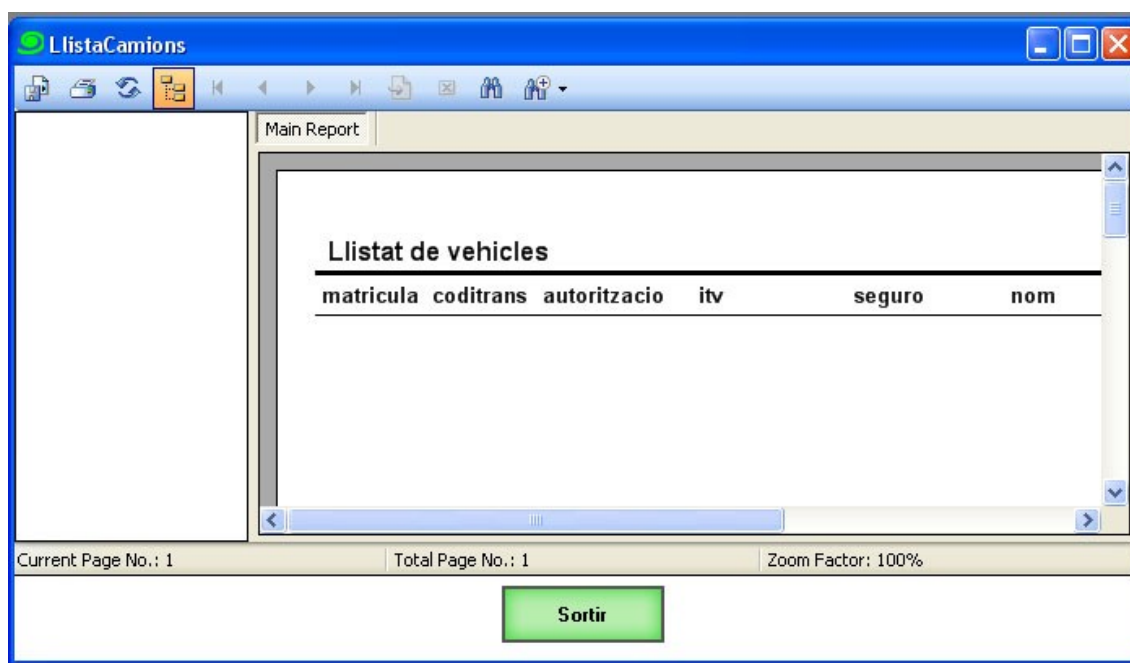 LlistaCamions
Main Report
Llistat de vehicles
matricula coditrans autoritzacio itv seguro nom
Current Page No.: 1 Total Page No.: 1 Zoom Factor: 100%
Sortir